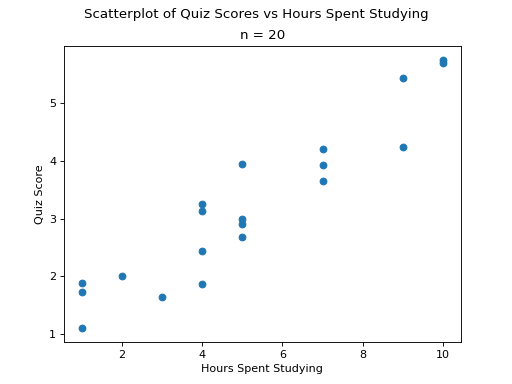 Scatterplot of Quiz Scores vs Hours Spent Studying
n = 20
5
4
3
2
1
Quiz Score
2 4 6 8 10
Hours Spent Studying